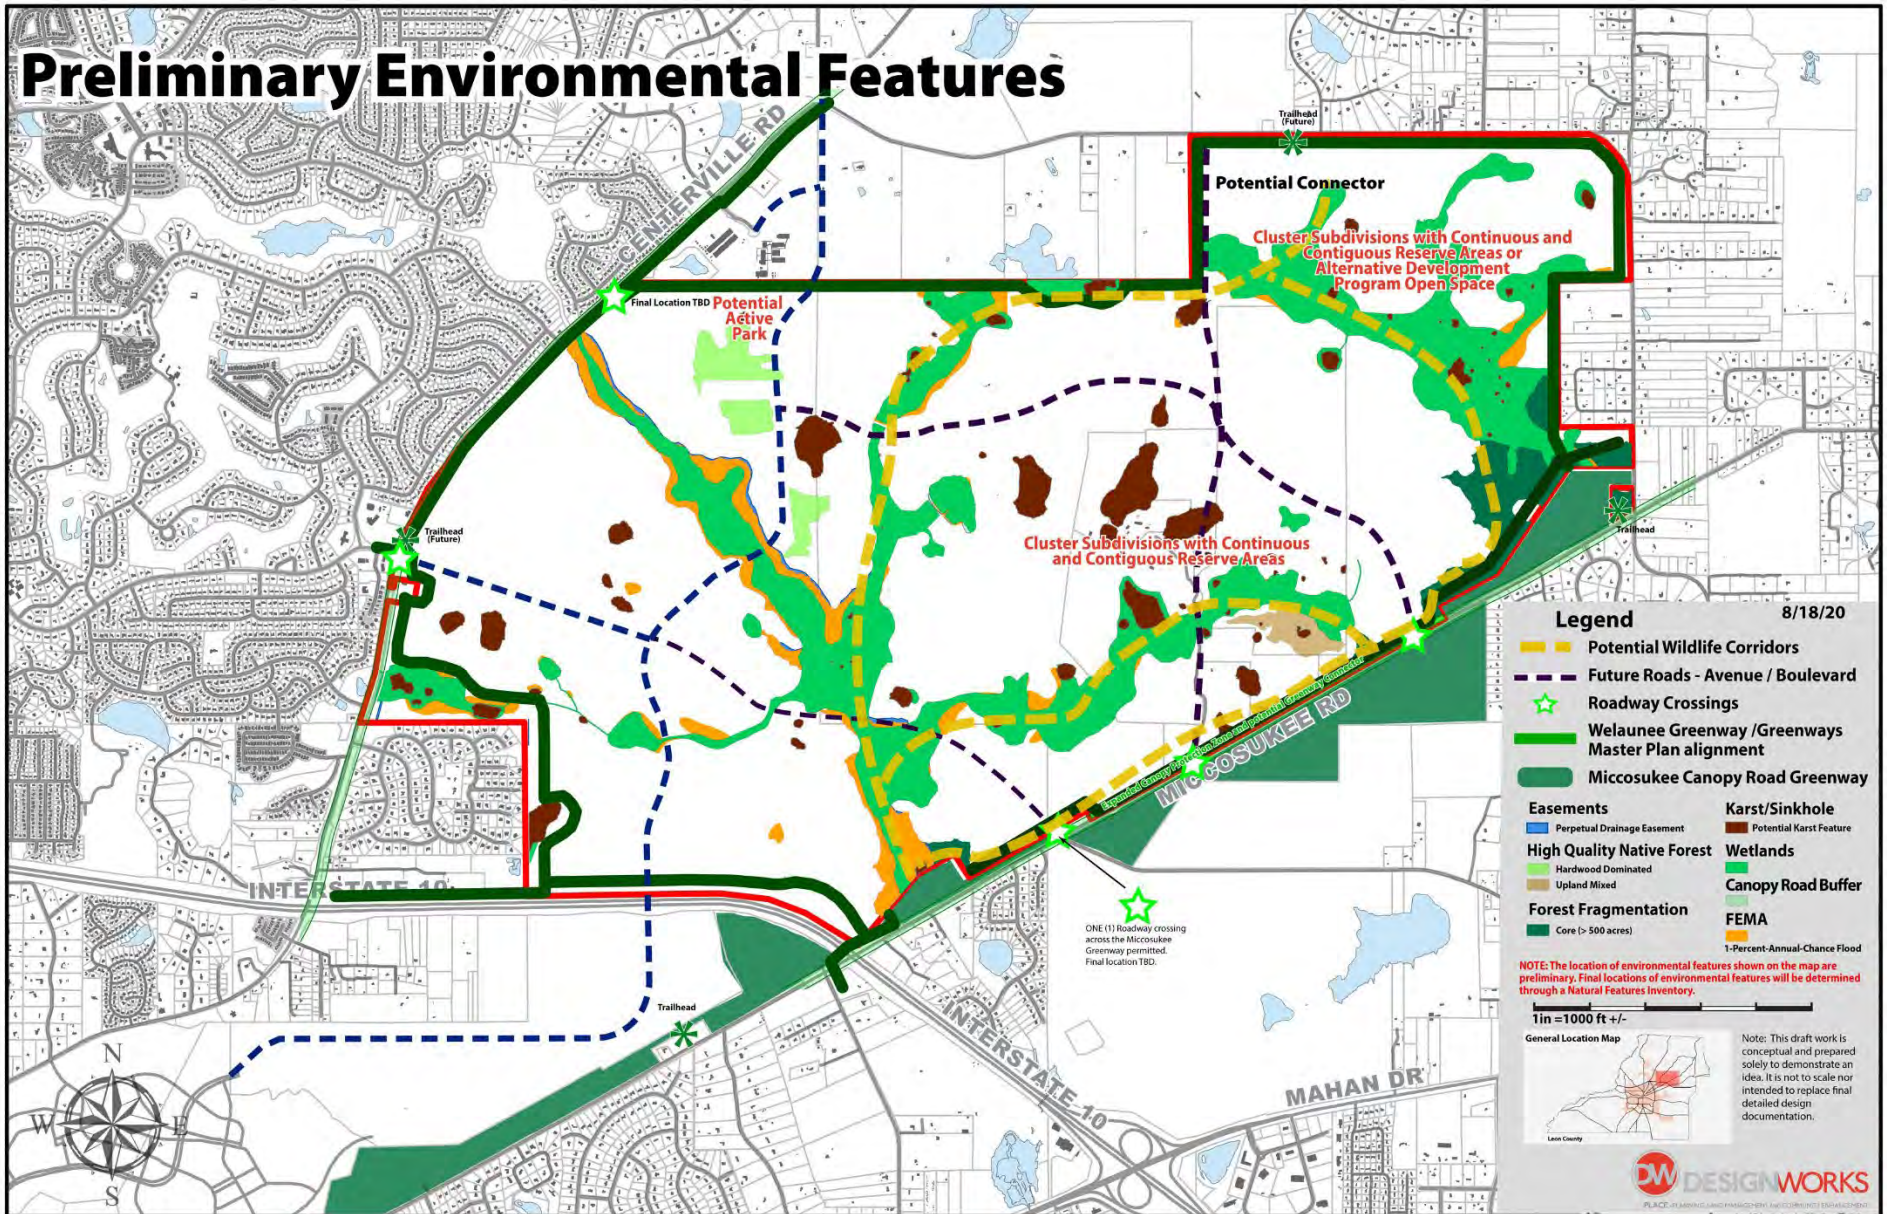 Preliminary Environmental Features
CENTERVILLE RD
Trailhead
(Future)
Potential Connector
Cluster Subdivisions with Continuous and
Contiguous Reserve Areas or
Alternative Development
Program Open Space
Final Location TBD
Potential
Active
Park
Trailhead
(Future)
Trailhead
Cluster Subdivisions with Continuous
and Contiguous Reserve Areas
Expanded Canopy Protection Zone and potential Greenway Connector
MICCOSUKEE RD
INTERSTATE 10
ONE (1) Roadway crossing
across the Miccosukee
Greenway permitted.
Final location TBD.
Trailhead
INTERSTATE 10
MAHAN DR
N
W
E
S
Legend
8/18/20
Potential Wildlife Corridors
Future Roads - Avenue / Boulevard
Roadway Crossings
Welaunee Greenway /Greenways
Master Plan alignment
Miccosukee Canopy Road Greenway
Easements
Perpetual Drainage Easement
High Quality Native Forest
Hardwood Dominated
Upland Mixed
Forest Fragmentation
Core (> 500 acres)
Karst/Sinkhole
Potential Karst Feature
Wetlands
Canopy Road Buffer
FEMA
1-Percent-Annual-Chance Flood
NOTE: The location of environmental features shown on the map are
preliminary. Final locations of environmental features will be determined
through a Natural Features Inventory.
1in =1000 ft +/-
General Location Map
Leon County
Note: This draft work is
conceptual and prepared
solely to demonstrate an
idea. It is not to scale nor
intended to replace final
detailed design
documentation.
DW DESIGNWORKS